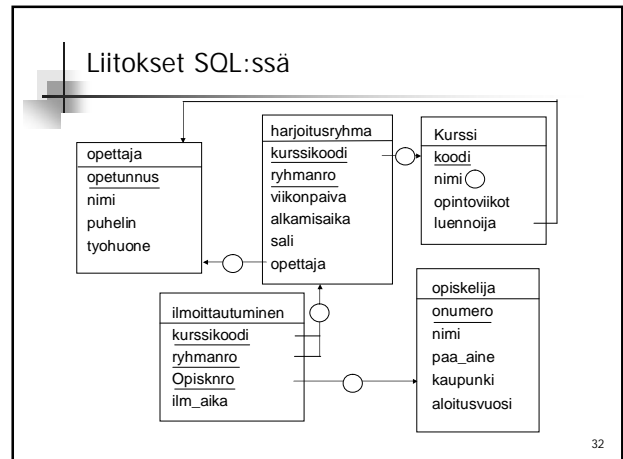 Liitokset SQL:ssä
opettaja
opetunnus
nimi
puhelin
tyohuone
harjoitusryhma
kurssikoodi
ryhmanro
viikonpaiva
alkamisaika
sali
opettaja
Kurssi
koodi
nimi
opintoviikot
luennoija
ilmoittautuminen
kurssikoodi
ryhmanro
Opisknro
ilm_aika
opiskelija
onumero
nimi
paa_aine
kaupunki
aloitusvuosi
32